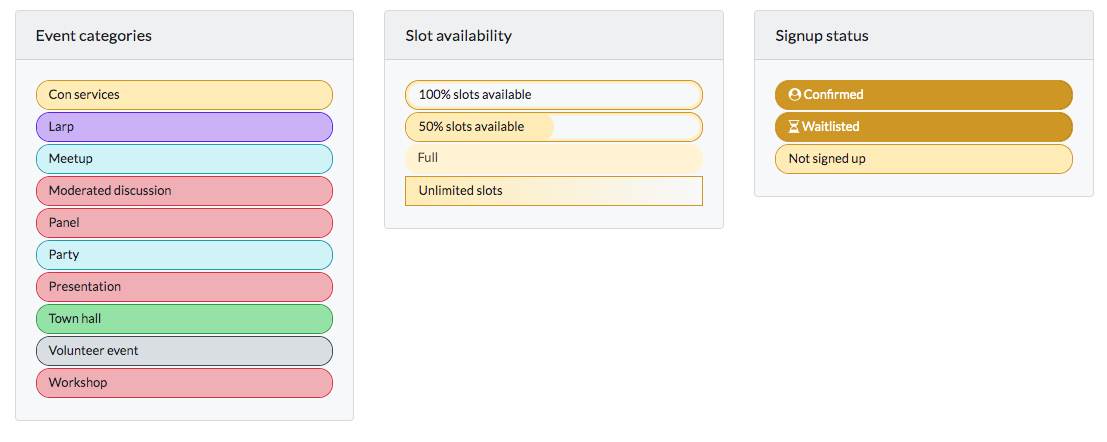 Event categories
Con services
Larp
Meetup
Moderated discussion
Panel
Party
Presentation
Town hall
Volunteer event
Workshop
Slot availability
100% slots available
50% slots available
Full
Unlimited slots
Signup status
Confirmed
Waitlisted
Not signed up